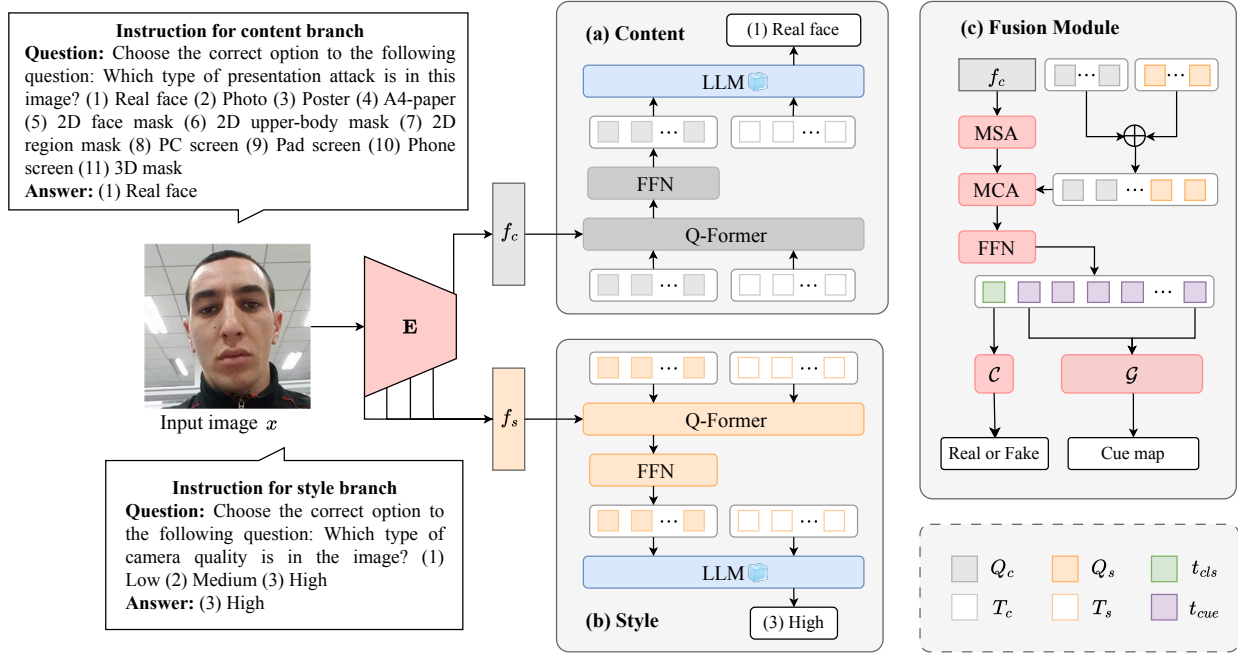 Instruction for content branch
Question: Choose the correct option to the following
question: Which type of presentation attack is in this
image? (1) Real face (2) Photo (3) Poster (4) A4-paper
(5) 2D face mask (6) 2D upper-body mask (7) 2D
region mask (8) PC screen (9) Pad screen (10) Phone
screen (11) 3D mask
Answer: (1) Real face
Input image x
Instruction for style branch
Question: Choose the correct option to
the following question: Which type of
camera quality is in the image? (1)
Low (2) Medium (3) High
Answer: (3) High
E
f_c
f_s
(a) Content
(1) Real face
LLM
...
...
FFN
Q-Former
...
...
...
...
Q-Former
FFN
...
...
LLM
(b) Style
(3) High
(c) Fusion Module
f_c
...
...
MSA
MCA
...
FFN
...
C
G
Real or Fake
Cue map
Q_c
Q_s
t_cls
T_c
T_s
t_cue